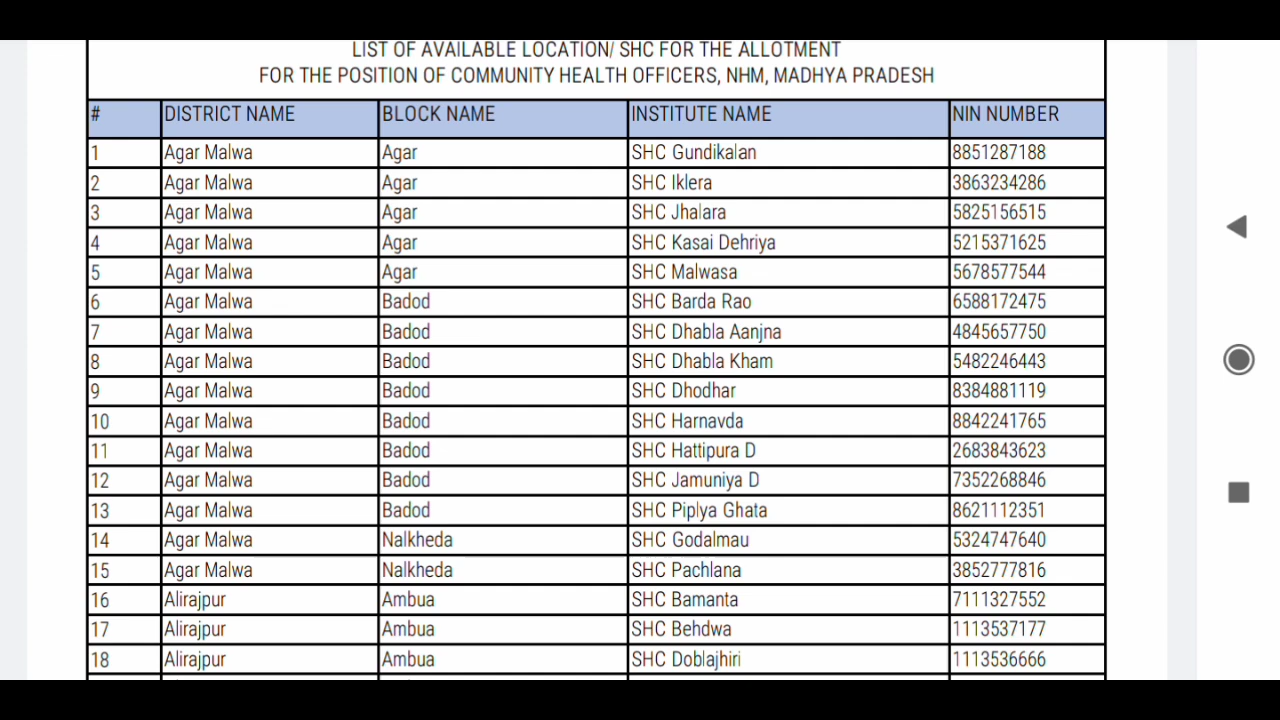 LIST OF AVAILABLE LOCATION/ SHC FOR THE ALLOTMENT
FOR THE POSITION OF COMMUNITY HEALTH OFFICERS, NHM, MADHYA PRADESH
# DISTRICT NAME BLOCK NAME INSTITUTE NAME NIN NUMBER
1 Agar Malwa Agar SHC Gundikalan 8851287188
2 Agar Malwa Agar SHC Iklera 3863234286
3 Agar Malwa Agar SHC Jhalara 5825156515
4 Agar Malwa Agar SHC Kasai Dehriya 5215371625
5 Agar Malwa Agar SHC Malwasa 5678577544
6 Agar Malwa Badod SHC Barda Rao 6588172475
7 Agar Malwa Badod SHC Dhabla Aanjna 4845657750
8 Agar Malwa Badod SHC Dhabla Kham 5482246443
9 Agar Malwa Badod SHC Dhodhar 8384881119
10 Agar Malwa Badod SHC Harnavda 8842241765
11 Agar Malwa Badod SHC Hattipura D 2683843623
12 Agar Malwa Badod SHC Jamuniya D 7352268846
13 Agar Malwa Badod SHC Piplya Ghata 8621112351
14 Agar Malwa Nalkheda SHC Godalmau 5324747640
15 Agar Malwa Nalkheda SHC Pachlana 3852777816
16 Alirajpur Ambua SHC Bamanta 7111327552
17 Alirajpur Ambua SHC Behdwa 1113537177
18 Alirajpur Ambua SHC Doblajhiri 1113536666